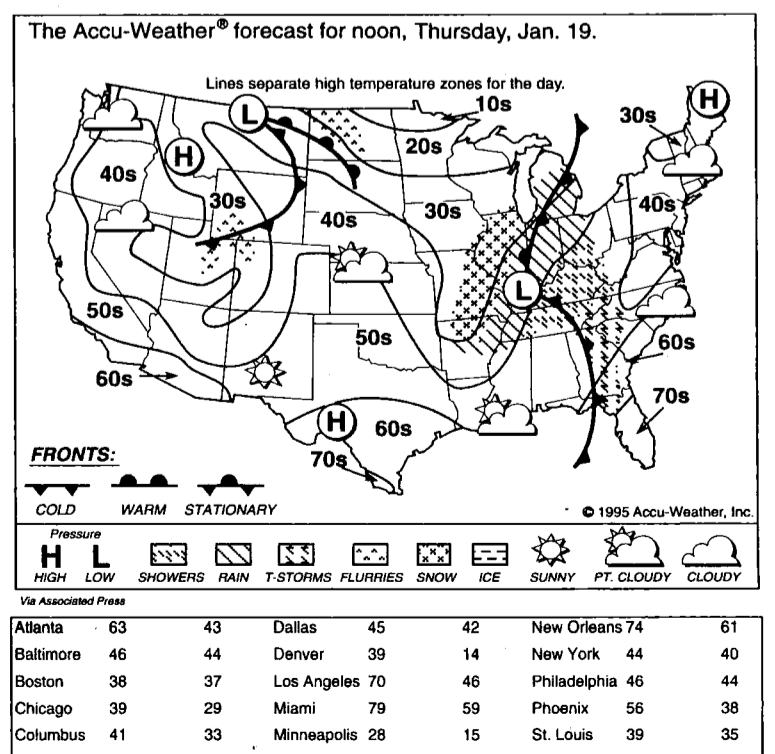 The Accu-Weather® forecast for noon, Thursday, Jan. 19.
Lines separate high temperature zones for the day.
10s
H
L
30s
20s
H
40s
30s
40s
30s
40s
L
50s
50s
60s
60s
70s
H
60s
70s
FRONTS:
COLD WARM STATIONARY
© 1995 Accu-Weather, Inc.
Pressure
H L
HIGH LOW SHOWERS RAIN T-STORMS FLURRIES SNOW ICE SUNNY PT. CLOUDY CLOUDY
Via Associated Press
Atlanta 63 43 Dallas 45 42 New Orleans 74 61
Baltimore 46 44 Denver 39 14 New York 44 40
Boston 38 37 Los Angeles 70 46 Philadelphia 46 44
Chicago 39 29 Miami 79 59 Phoenix 56 38
Columbus 41 33 Minneapolis 28 15 St. Louis 39 35